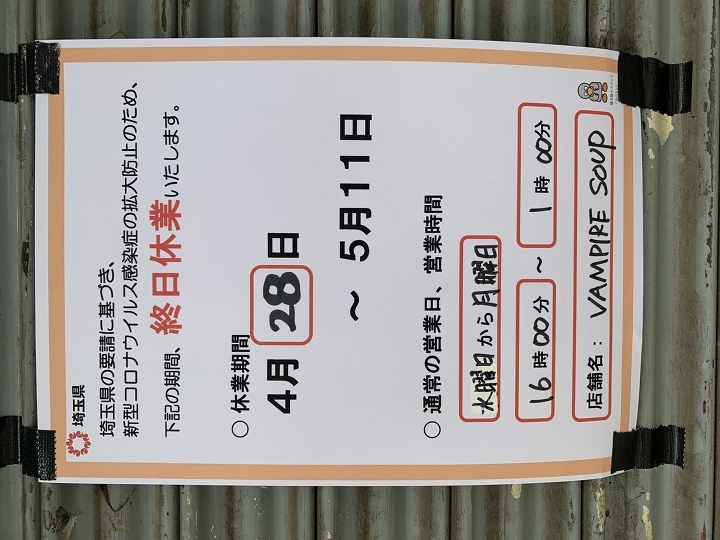 埼玉県
埼玉県の要請に基づき、
新型コロナウイルス感染症の拡大防止のため、
下記の期間、終日休業いたします。
○ 休業期間
4月 28 日
～ 5月11日
○ 通常の営業日、営業時間
水曜日から月曜日
16時00分 ～ 1時00分
店舗名： VAMPIRE SOUP